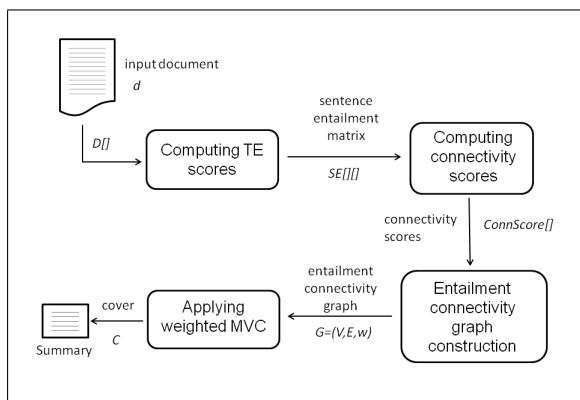 input document
d
D[]
Computing TE
scores
sentence
entailment
matrix
SE[][]
Computing
connectivity
scores
connectivity
scores
ConnScore[]
Entailment
connectivity
graph
construction
entailment
connectivity
graph
G=(V,E,w)
Applying
weighted MVC
cover
C
Summary